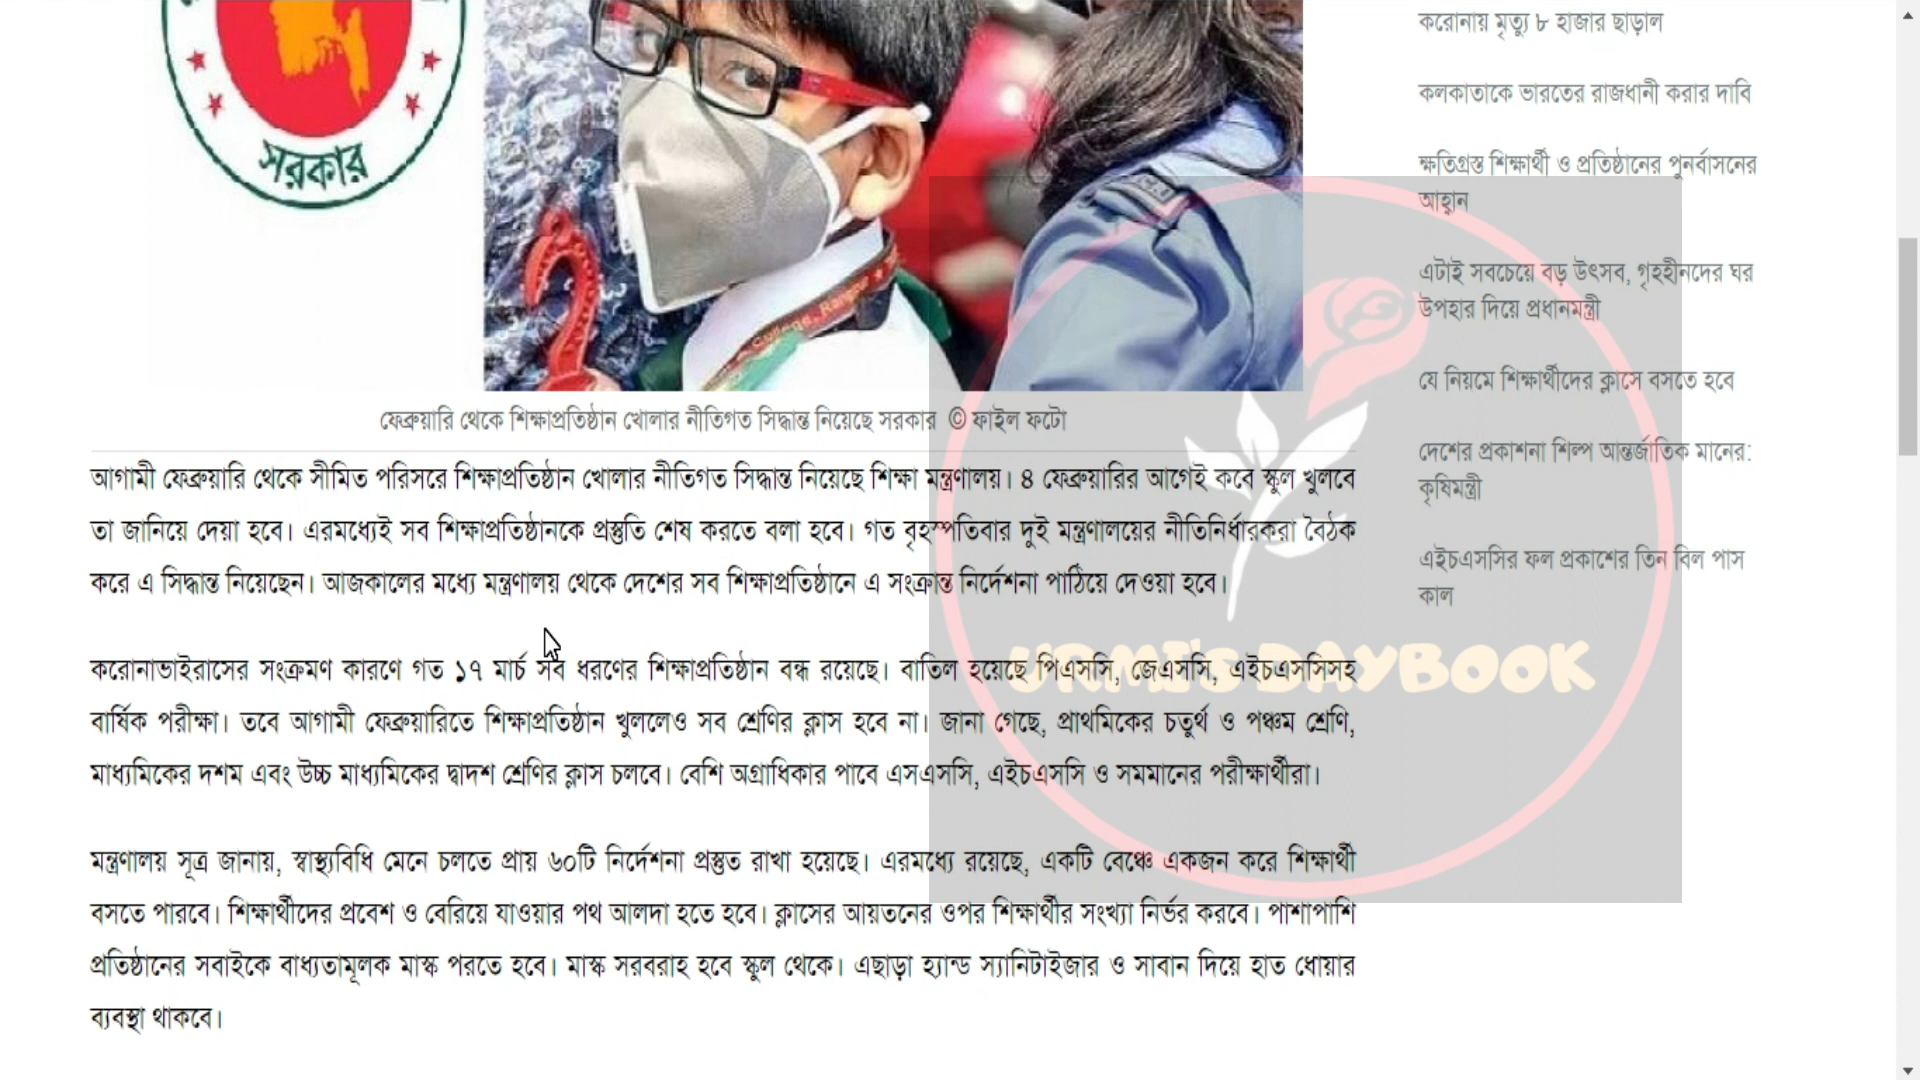 সরকার
College, Rangpur
ফেব্রুয়ারি থেকে শিক্ষাপ্রতিষ্ঠান খোলার নীতিগত সিদ্ধান্ত নিয়েছে সরকার © ফাইল ফটো
আগামী ফেব্রুয়ারি থেকে সীমিত পরিসরে শিক্ষাপ্রতিষ্ঠান খোলার নীতিগত সিদ্ধান্ত নিয়েছে শিক্ষা মন্ত্রণালয়। ৪ ফেব্রুয়ারির আগেই কবে স্কুল খুলবে
তা জানিয়ে দেয়া হবে। এরমধ্যেই সব শিক্ষাপ্রতিষ্ঠানকে প্রস্তুতি শেষ করতে বলা হবে। গত বৃহস্পতিবার দুই মন্ত্রণালয়ের নীতিনির্ধারকরা বৈঠক
করে এ সিদ্ধান্ত নিয়েছেন। আজকালের মধ্যে মন্ত্রণালয় থেকে দেশের সব শিক্ষাপ্রতিষ্ঠানে এ সংক্রান্ত নির্দেশনা পাঠিয়ে দেওয়া হবে।
করোনাভাইরাসের সংক্রমণ কারণে গত ১৭ মার্চ সব ধরণের শিক্ষাপ্রতিষ্ঠান বন্ধ রয়েছে। বাতিল হয়েছে পিএসসি, জেএসসি, এইচএসসিসহ
বার্ষিক পরীক্ষা। তবে আগামী ফেব্রুয়ারিতে শিক্ষাপ্রতিষ্ঠান খুললেও সব শ্রেণির ক্লাস হবে না। জানা গেছে, প্রাথমিকের চতুর্থ ও পঞ্চম শ্রেণি,
মাধ্যমিকের দশম এবং উচ্চ মাধ্যমিকের দ্বাদশ শ্রেণির ক্লাস চলবে। বেশি অগ্রাধিকার পাবে এসএসসি, এইচএসসি ও সমমানের পরীক্ষার্থীরা।
মন্ত্রণালয় সূত্র জানায়, স্বাস্থ্যবিধি মেনে চলতে প্রায় ৬০টি নির্দেশনা প্রস্তুত রাখা হয়েছে। এরমধ্যে রয়েছে, একটি বেঞ্চে একজন করে শিক্ষার্থী
বসতে পারবে। শিক্ষার্থীদের প্রবেশ ও বেরিয়ে যাওয়ার পথ আলদা হতে হবে। ক্লাসের আয়তনের ওপর শিক্ষার্থীর সংখ্যা নির্ভর করবে। পাশাপাশি
প্রতিষ্ঠানের সবাইকে বাধ্যতামূলক মাস্ক পরতে হবে। মাস্ক সরবরাহ হবে স্কুল থেকে। এছাড়া হ্যান্ড স্যানিটাইজার ও সাবান দিয়ে হাত ধোয়ার
ব্যবস্থা থাকবে।
করোনায় মৃত্যু ৮ হাজার ছাড়াল
কলকাতাকে ভারতের রাজধানী করার দাবি
ক্ষতিগ্রস্ত শিক্ষার্থী ও প্রতিষ্ঠানের পুনর্বাসনের
আহ্বান
এটাই সবচেয়ে বড় উৎসব, গৃহহীনদের ঘর
উপহার দিয়ে প্রধানমন্ত্রী
যে নিয়মে শিক্ষার্থীদের ক্লাসে বসতে হবে
দেশের প্রকাশনা শিল্প আন্তর্জাতিক মানের:
কৃষিমন্ত্রী
এইচএসসির ফল প্রকাশের তিন বিল পাস
কাল
URMI'S DAYBOOK